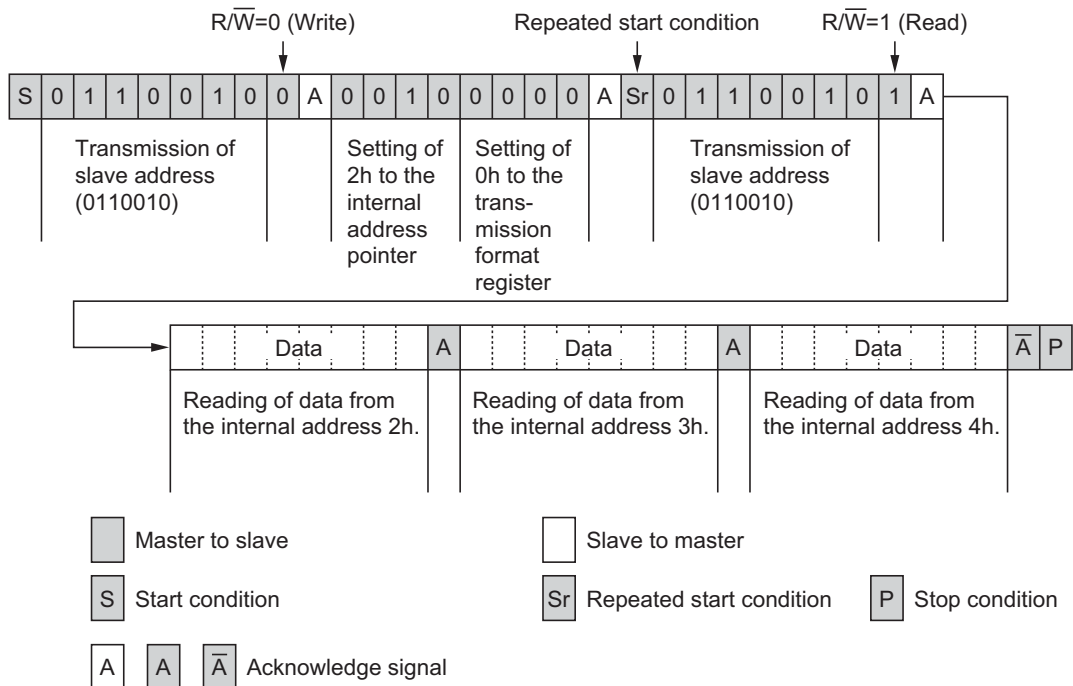 R/W̅=0 (Write) Repeated start condition R/W̅=1 (Read)
S 0 1 1 0 0 1 0 0 A 0 0 1 0 0 0 0 0 A Sr 0 1 1 0 0 1 0 1 A
Transmission of
slave address
(0110010)
Setting of
2h to the
internal
address
pointer
Setting of
0h to the
trans-
mission
format
register
Transmission of
slave address
(0110010)
Data A Data A Data A̅ P
Reading of data from
the internal address 2h.
Reading of data from
the internal address 3h.
Reading of data from
the internal address 4h.
Master to slave Slave to master
S Start condition Sr Repeated start condition P Stop condition
A A A̅ Acknowledge signal